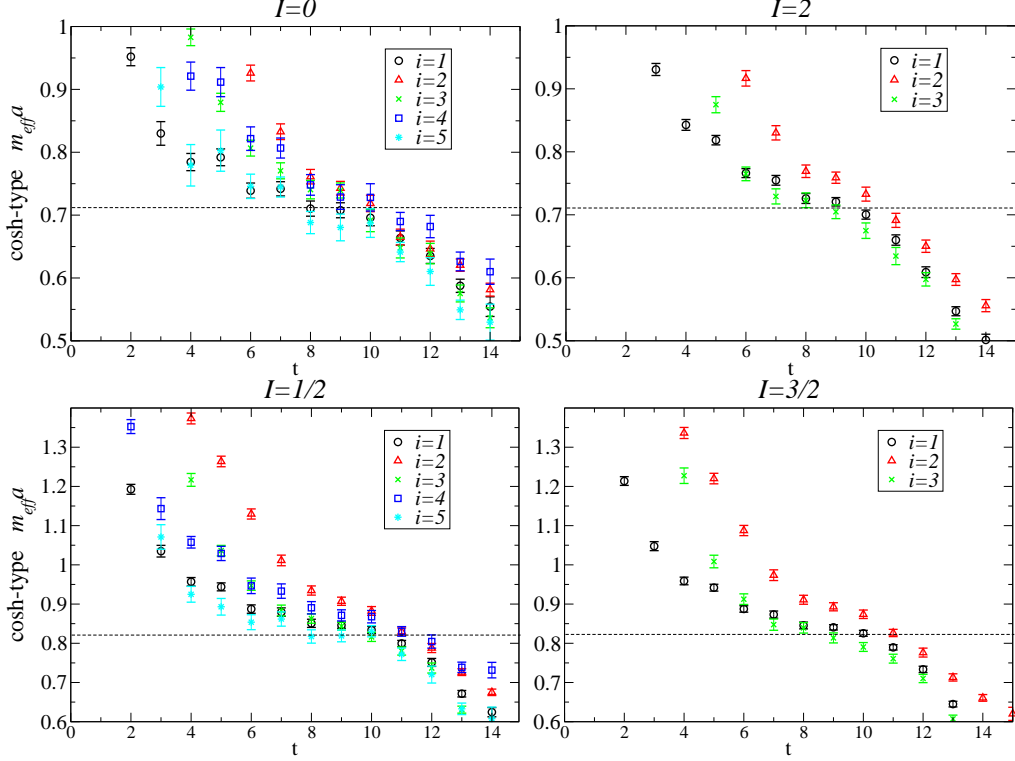 I=0
I=2
1
0.9
0.8
0.7
0.6
0.5
cosh-type m_eff a
i=1
i=2
i=3
i=4
i=5
0 2 4 6 8 10 12 14
t
1
0.9
0.8
0.7
0.6
0.5
i=1
i=2
i=3
0 2 4 6 8 10 12 14
t
I=1/2
I=3/2
1.3
1.2
1.1
1
0.9
0.8
0.7
0.6
cosh-type m_eff a
i=1
i=2
i=3
i=4
i=5
0 2 4 6 8 10 12 14
t
1.3
1.2
1.1
1
0.9
0.8
0.7
0.6
i=1
i=2
i=3
0 2 4 6 8 10 12 14
t